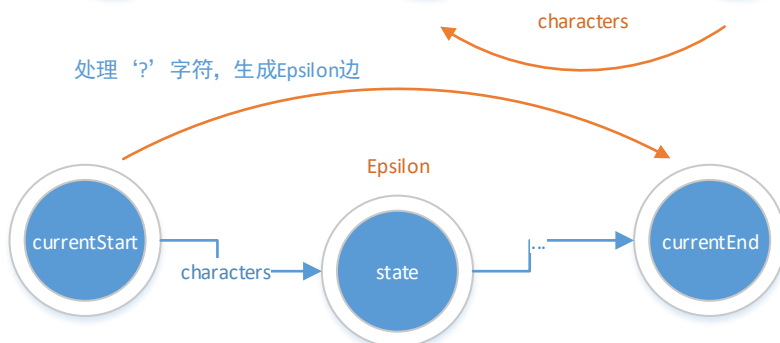 characters
处理‘?’字符，生成Epsilon边
Epsilon
currentStart
characters
state
...
currentEnd